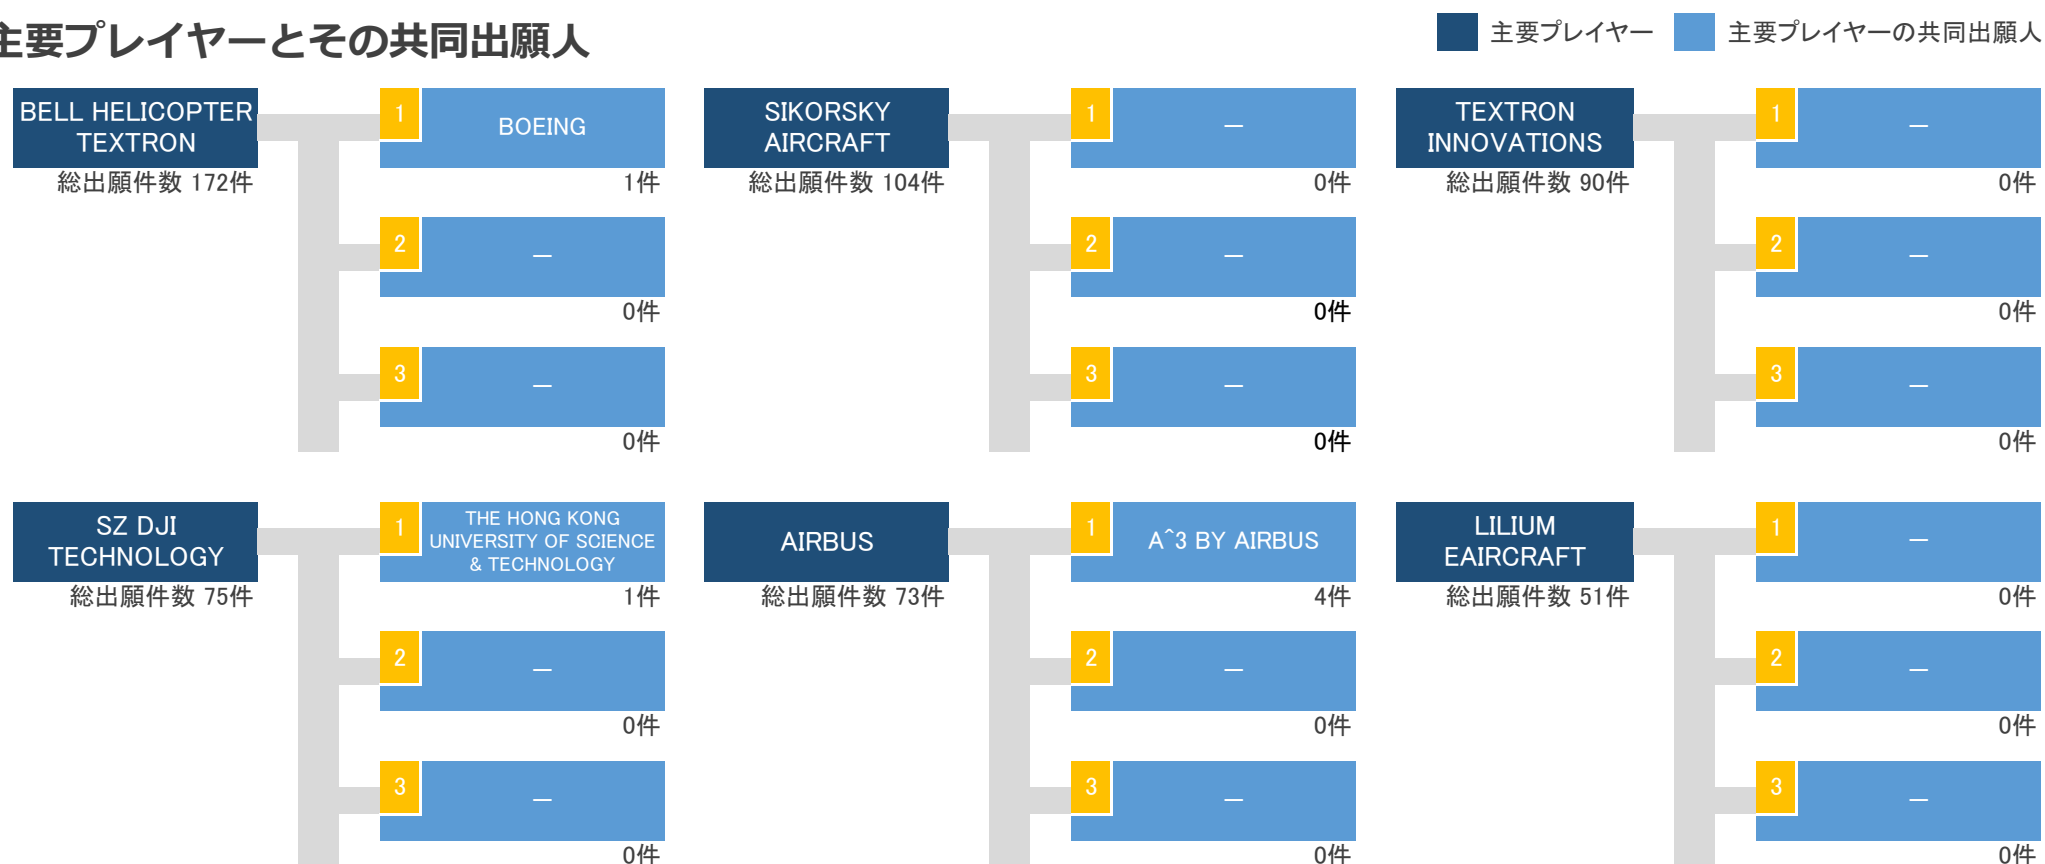 主要プレイヤーとその共同出願人
主要プレイヤー
主要プレイヤーの共同出願人
BELL HELICOPTER
TEXTRON
総出願件数 172件
1
BOEING
1件
2
―
0件
3
―
0件
SIKORSKY
AIRCRAFT
総出願件数 104件
1
―
0件
2
―
0件
3
―
0件
TEXTRON
INNOVATIONS
総出願件数 90件
1
―
0件
2
―
0件
3
―
0件
SZ DJI
TECHNOLOGY
総出願件数 75件
1
THE HONG KONG
UNIVERSITY OF SCIENCE
& TECHNOLOGY
1件
2
―
0件
3
―
0件
AIRBUS
総出願件数 73件
1
A^3 BY AIRBUS
4件
2
―
0件
3
―
0件
LILIUM
EAIRCRAFT
総出願件数 51件
1
―
0件
2
―
0件
3
―
0件